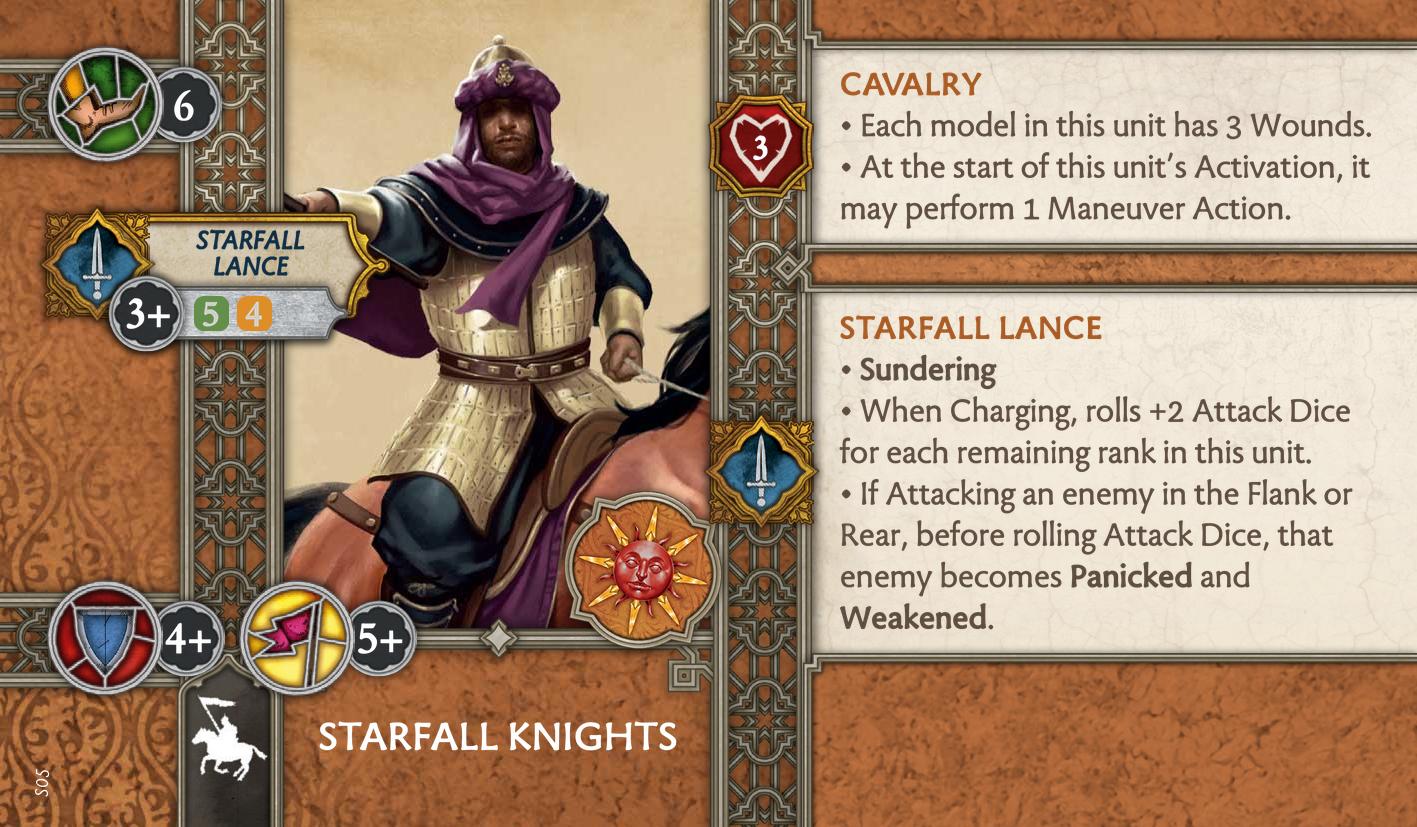 6
STARFALL
LANCE
3+ 5 4
4+ 5+
STARFALL KNIGHTS
S05
3
CAVALRY
• Each model in this unit has 3 Wounds.
• At the start of this unit's Activation, it
may perform 1 Maneuver Action.
STARFALL LANCE
• Sundering
• When Charging, rolls +2 Attack Dice
for each remaining rank in this unit.
• If Attacking an enemy in the Flank or
Rear, before rolling Attack Dice, that
enemy becomes Panicked and
Weakened.